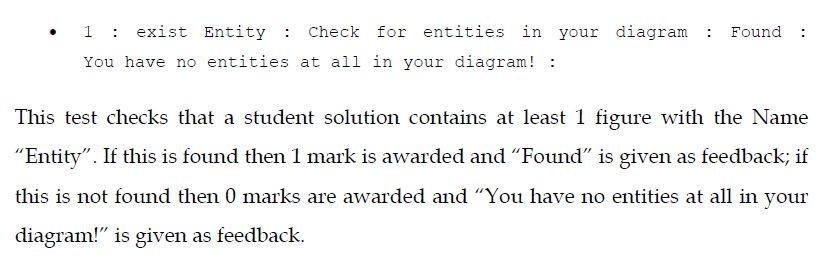 • 1 : exist Entity : Check for entities in your diagram : Found :
You have no entities at all in your diagram! :
This test checks that a student solution contains at least 1 figure with the Name
“Entity”. If this is found then 1 mark is awarded and “Found” is given as feedback; if
this is not found then 0 marks are awarded and “You have no entities at all in your
diagram!” is given as feedback.